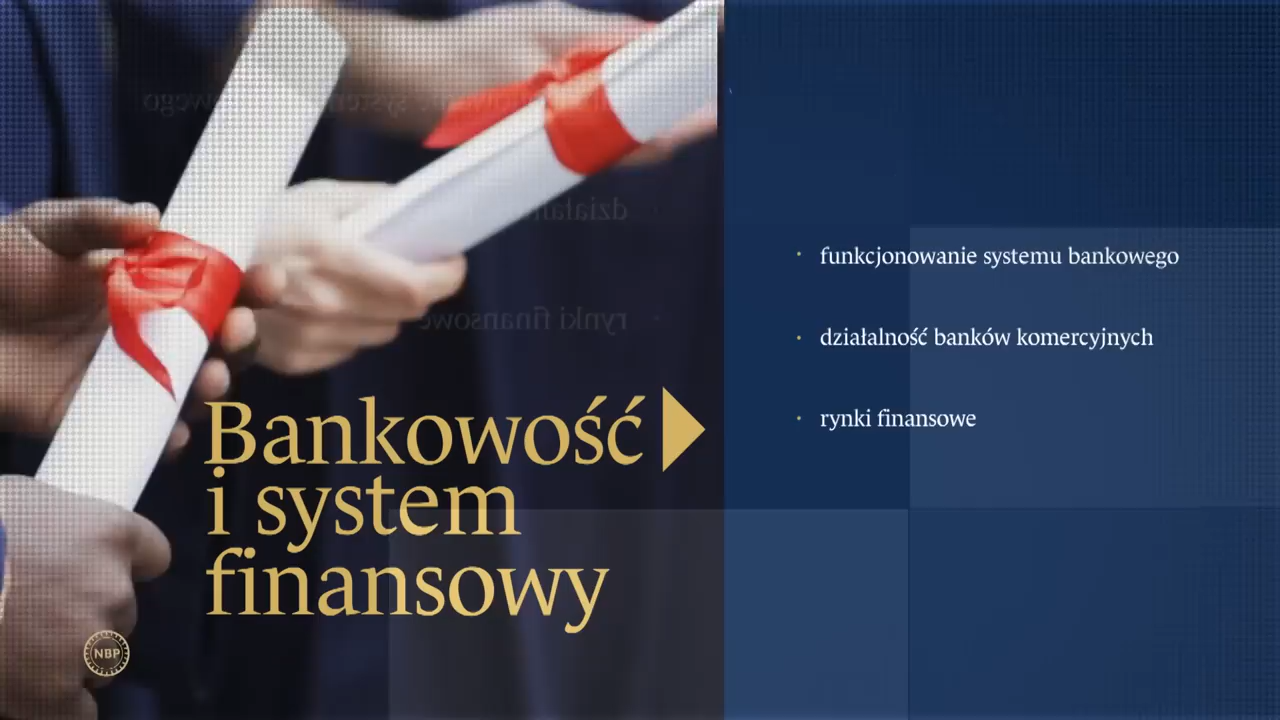 Bankowość
i system
finansowy
funkcjonowanie systemu bankowego
działalność banków komercyjnych
rynki finansowe
NBP